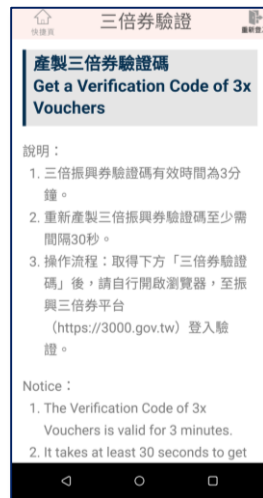 三倍券驗證
快捷頁
重新登入
產製三倍券驗證碼
Get a Verification Code of 3x
Vouchers
說明：
1. 三倍振興券驗證碼有效時間為3分
鐘。
2. 重新產製三倍振興券驗證碼至少需
間隔30秒。
3. 操作流程：取得下方「三倍券驗證
碼」後，請自行開啟瀏覽器，至振
興三倍券平台
（https://3000.gov.tw）登入驗
證。
Notice：
1. The Verification Code of 3x
Vouchers is valid for 3 minutes.
2. It takes at least 30 seconds to get